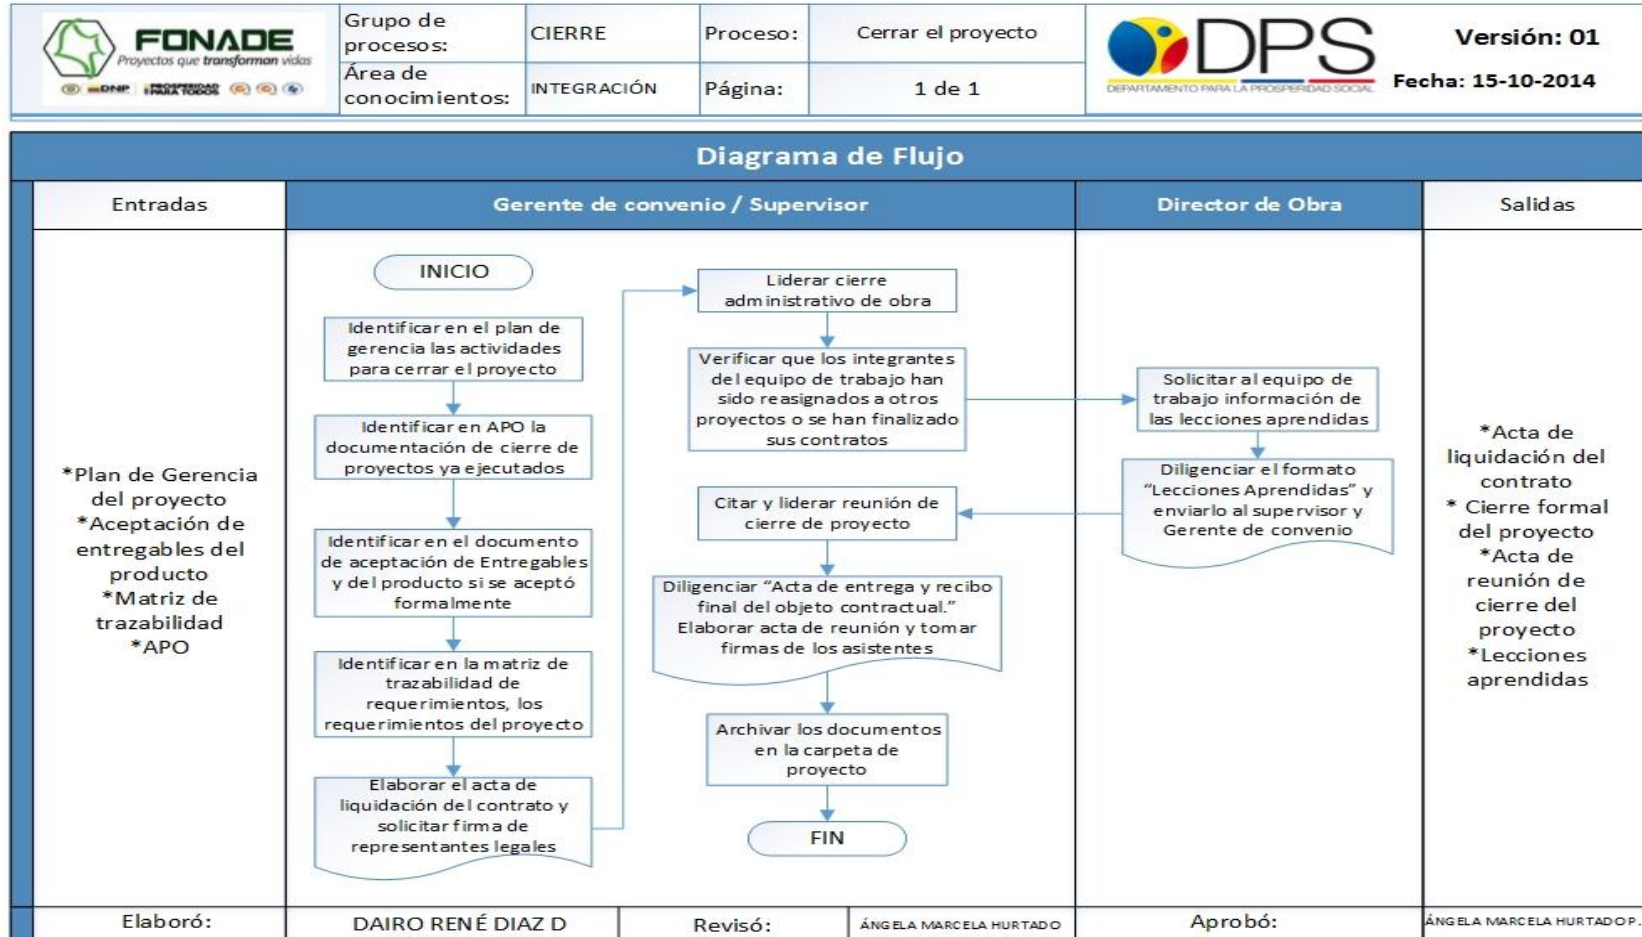 FONADE
Proyectos que transforman vidas
DNP
PROSPERIDAD
PARA TODOS
Grupo de
procesos:
CIERRE
Proceso:
Cerrar el proyecto
Área de
conocimientos:
INTEGRACIÓN
Página:
1 de 1
DPS
DEPARTAMENTO PARA LA PROSPERIDAD SOCIAL
Versión: 01
Fecha: 15-10-2014
Diagrama de Flujo
Entradas
Gerente de convenio / Supervisor
Director de Obra
Salidas
*Plan de Gerencia
del proyecto
*Aceptación de
entregables del
producto
*Matriz de
trazabilidad
*APO
INICIO
Identificar en el plan de
gerencia las actividades
para cerrar el proyecto
Identificar en APO la
documentación de cierre de
proyectos ya ejecutados
Identificar en el documento
de aceptación de Entregables
y del producto si se aceptó
formalmente
Identificar en la matriz de
trazabilidad de
requerimientos, los
requerimientos del proyecto
Elaborar el acta de
liquidación del contrato y
solicitar firma de
representantes legales
Liderar cierre
administrativo de obra
Verificar que los integrantes
del equipo de trabajo han
sido reasignados a otros
proyectos o se han finalizado
sus contratos
Solicitar al equipo de
trabajo información de
las lecciones aprendidas
Diligenciar el formato
“Lecciones Aprendidas” y
enviarlo al supervisor y
Gerente de convenio
Citar y liderar reunión de
cierre de proyecto
Diligenciar “Acta de entrega y recibo
final del objeto contractual.”
Elaborar acta de reunión y tomar
firmas de los asistentes
Archivar los documentos
en la carpeta de
proyecto
FIN
*Acta de
liquidación del
contrato
* Cierre formal
del proyecto
*Acta de
reunión de
cierre del
proyecto
*Lecciones
aprendidas
Elaboró:
DAIRO RENÉ DIAZ D
Revisó:
ÁNGELA MARCELA HURTADO
Aprobó:
ÁNGELA MARCELA HURTADO P.